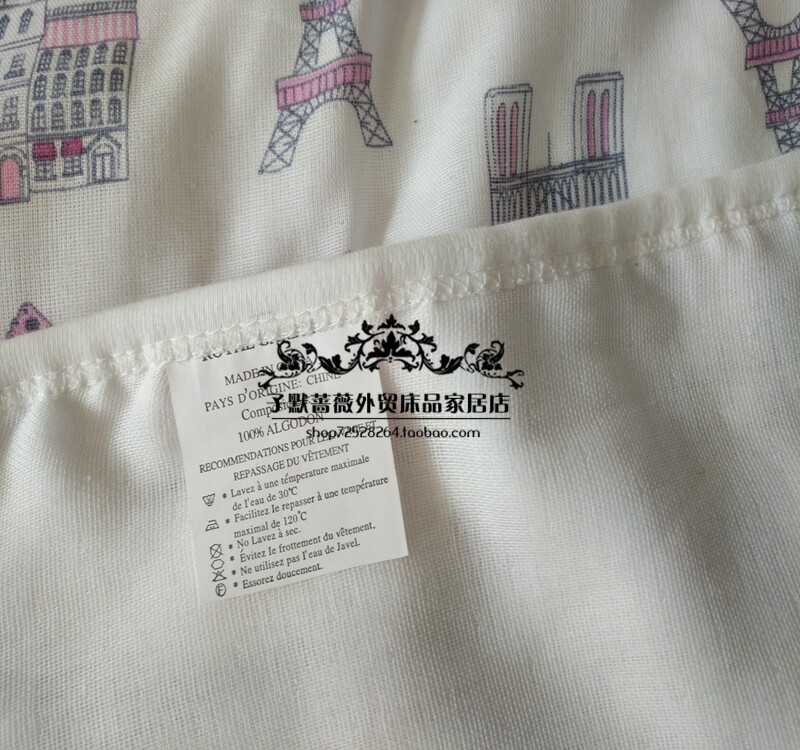 ROYAL
MADE IN
PAYS D'ORIGINE: CHINE
100% ALGODON
RECOMMENDATIONS POUR ET
REPASSAGE DU VÊTEMENT
* Lavez à une témperature maximale
de l'eau de 30°C
* Facilitez le repasser à une température
maximal de 120°C
* No Lavez à sec.
* Évitez le frottement du vêtement.
* Ne utilisez pas l'eau de Javel.
* Essorez doucement.
子默蔷薇外贸床品家居店
shop72528264.taobao.com